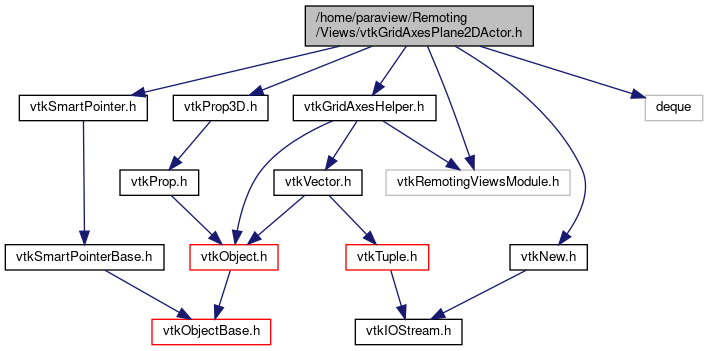 /home/paraview/Remoting
/Views/vtkGridAxesPlane2DActor.h
vtkSmartPointer.h
vtkProp3D.h
vtkGridAxesHelper.h
deque
vtkProp.h
vtkVector.h
vtkRemotingViewsModule.h
vtkSmartPointerBase.h
vtkObject.h
vtkTuple.h
vtkNew.h
vtkObjectBase.h
vtkIOStream.h